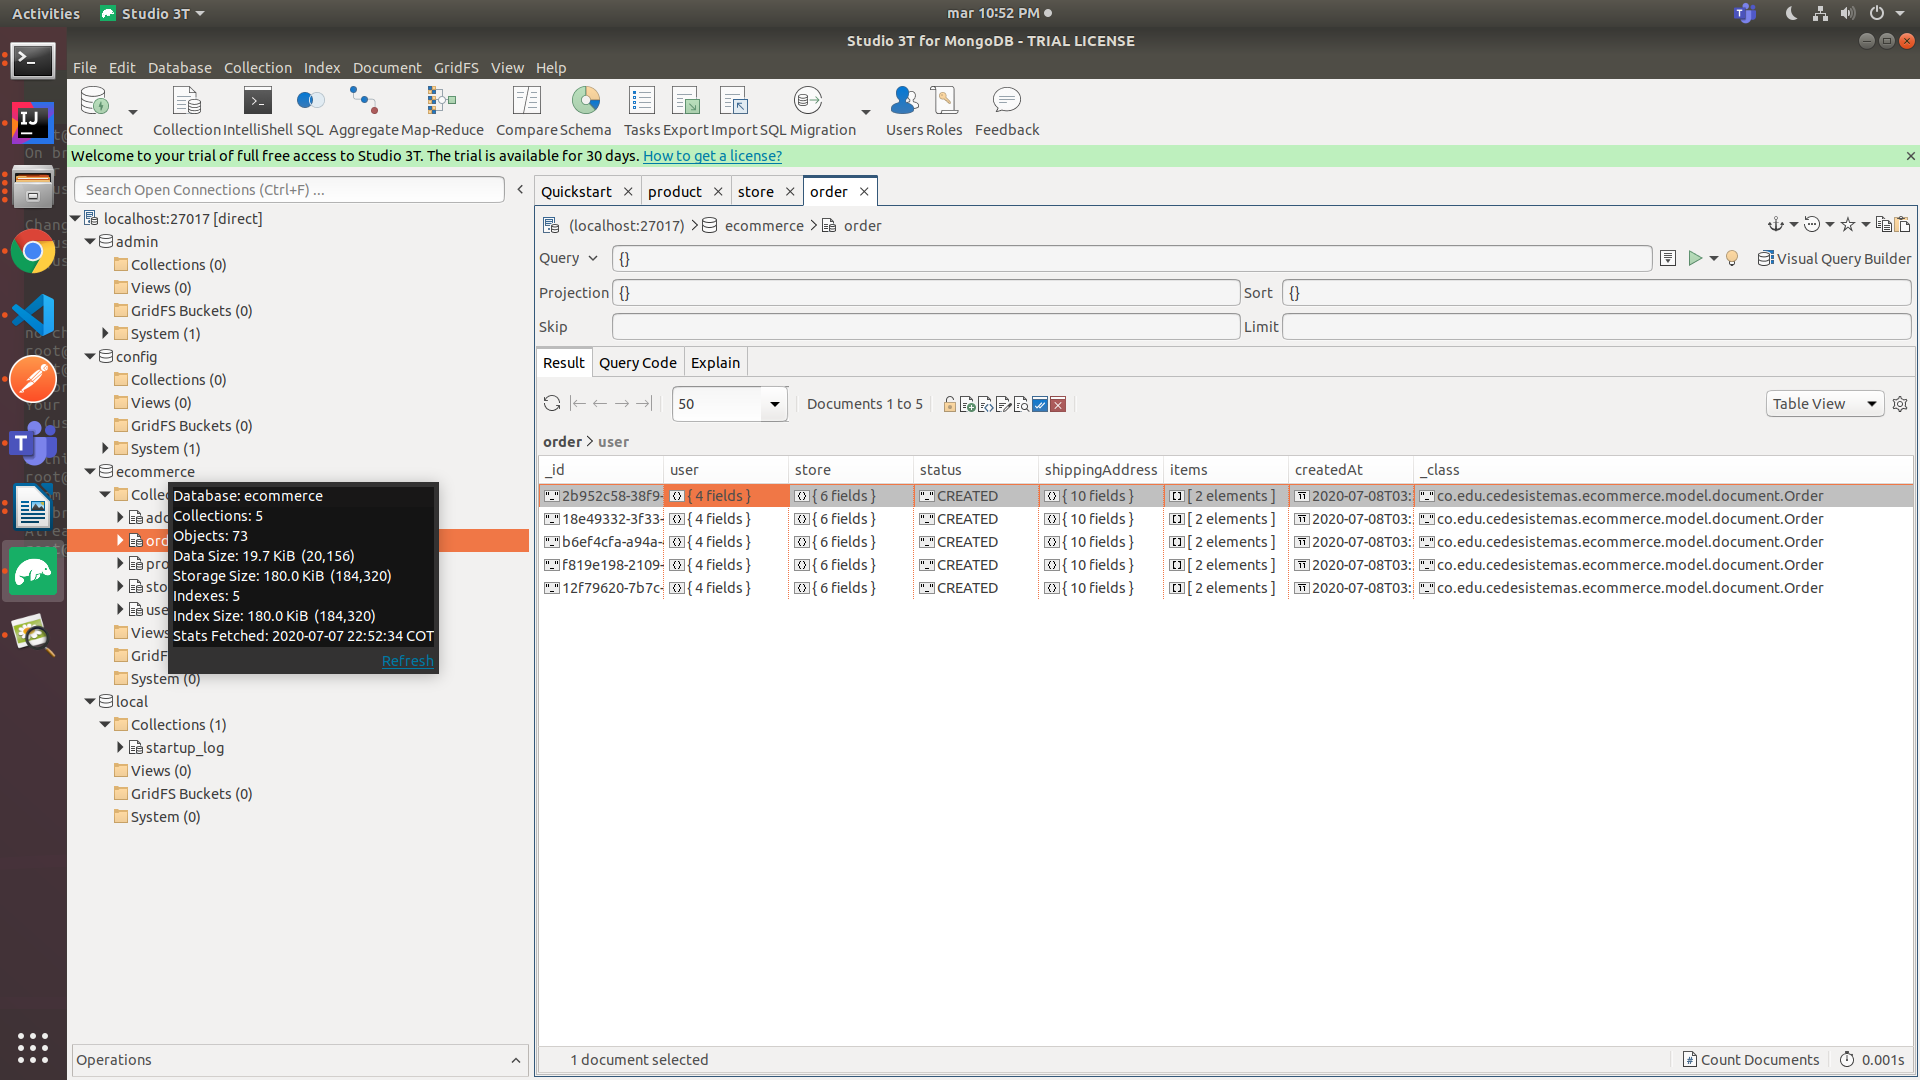 Activities Studio 3T mar 10:52 PM
Studio 3T for MongoDB - TRIAL LICENSE
File Edit Database Collection Index Document GridFS View Help
Connect Collection IntelliShell SQL Aggregate Map-Reduce Compare Schema Tasks Export Import SQL Migration Users Roles Feedback
Welcome to your trial of full free access to Studio 3T. The trial is available for 30 days. How to get a license?
Search Open Connections (Ctrl+F) ...
localhost:27017 [direct]
admin
Collections (0)
Views (0)
GridFS Buckets (0)
System (1)
config
Collections (0)
Views (0)
GridFS Buckets (0)
System (1)
ecommerce
Database: ecommerce
Collections: 5
Objects: 73
Data Size: 19.7 KiB (20,156)
Storage Size: 180.0 KiB (184,320)
Indexes: 5
Index Size: 180.0 KiB (184,320)
Stats Fetched: 2020-07-07 22:52:34 COT
Refresh
Views
System (0)
local
Collections (1)
startup_log
Views (0)
GridFS Buckets (0)
System (0)
Operations
Quickstart product store order
(localhost:27017) ecommerce order
Query {} Visual Query Builder
Projection {} Sort {}
Skip Limit
Result Query Code Explain
50 Documents 1 to 5 Table View
order > user
_id user store status shippingAddress items createdAt _class
2b952c58-38f9- { 4 fields } { 6 fields } CREATED { 10 fields } [ 2 elements ] 2020-07-08T03: co.edu.cedesistemas.ecommerce.model.document.Order
18e49332-3f33- { 4 fields } { 6 fields } CREATED { 10 fields } [ 2 elements ] 2020-07-08T03: co.edu.cedesistemas.ecommerce.model.document.Order
b6ef4cfa-a94a- { 4 fields } { 6 fields } CREATED { 10 fields } [ 2 elements ] 2020-07-08T03: co.edu.cedesistemas.ecommerce.model.document.Order
f819e198-2109- { 4 fields } { 6 fields } CREATED { 10 fields } [ 2 elements ] 2020-07-08T03: co.edu.cedesistemas.ecommerce.model.document.Order
12f79620-7b7c- { 4 fields } { 6 fields } CREATED { 10 fields } [ 2 elements ] 2020-07-08T03: co.edu.cedesistemas.ecommerce.model.document.Order
1 document selected Count Documents 0.001s